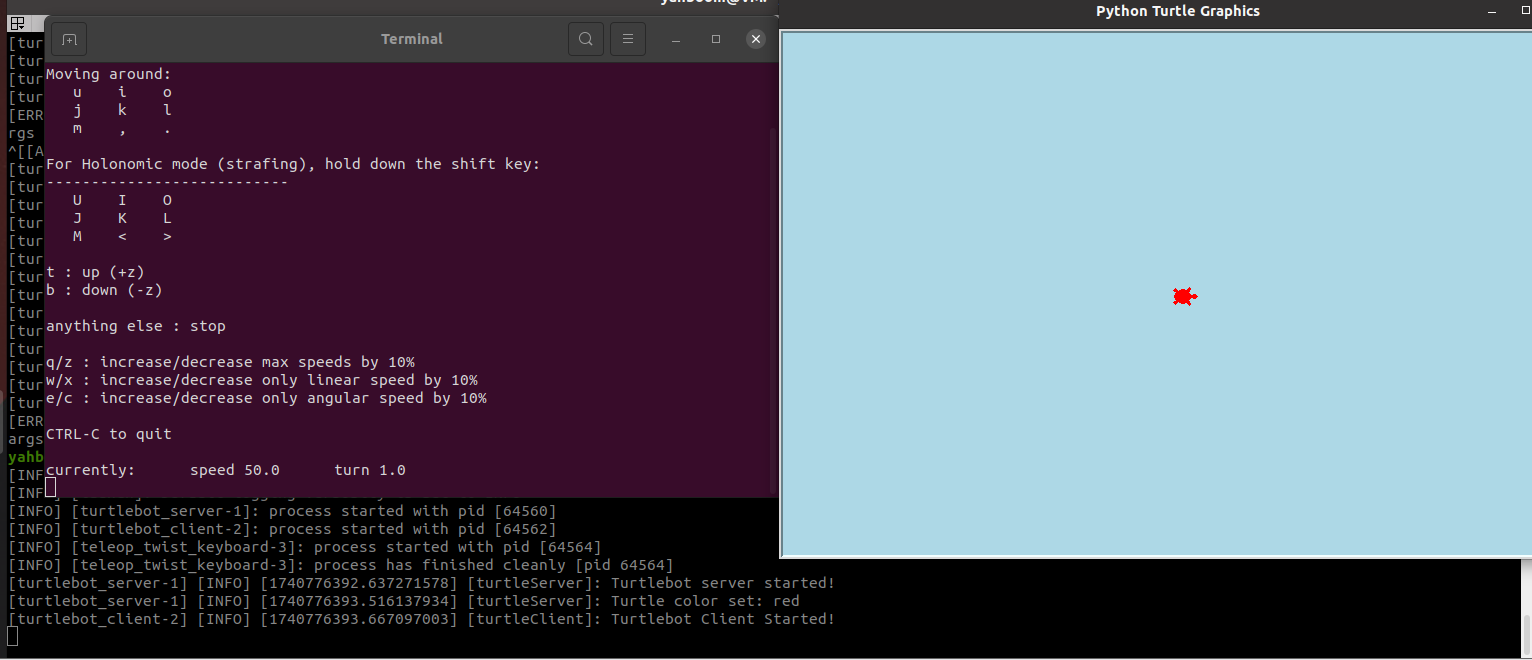 Python Turtle Graphics
Terminal
Moving around:
u i o
j k l
m , .
For Holonomic mode (strafing), hold down the shift key:
---------------------------
U I O
J K L
M < >
t : up (+z)
b : down (-z)
anything else : stop
q/z : increase/decrease max speeds by 10%
w/x : increase/decrease only linear speed by 10%
e/c : increase/decrease only angular speed by 10%
CTRL-C to quit
currently: speed 50.0 turn 1.0
[tur
[tur
[tur
[tur
[ERR
rgs
^[[A
[tur
[tur
[tur
[tur
[tur
[tur
[tur
[tur
[tur
[tur
[tur
[tur
[tur
[tur
[ERR
args
yahb
[INF
[INF
[INFO] [turtlebot_server-1]: process started with pid [64560]
[INFO] [turtlebot_client-2]: process started with pid [64562]
[INFO] [teleop_twist_keyboard-3]: process started with pid [64564]
[INFO] [teleop_twist_keyboard-3]: process has finished cleanly [pid 64564]
[turtlebot_server-1] [INFO] [1740776392.637271578] [turtleServer]: Turtlebot server started!
[turtlebot_server-1] [INFO] [1740776393.516137934] [turtleServer]: Turtle color set: red
[turtlebot_client-2] [INFO] [1740776393.667097003] [turtleClient]: Turtlebot Client Started!